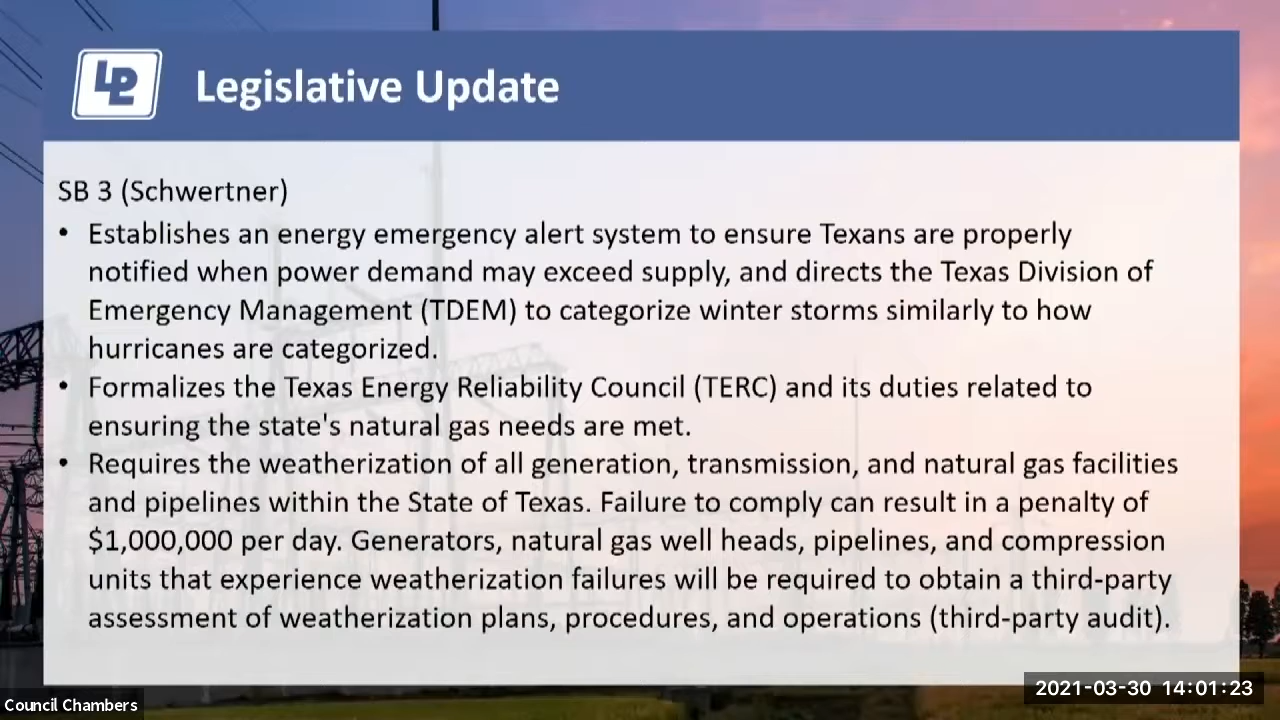 LP
Legislative Update
SB 3 (Schwertner)
• Establishes an energy emergency alert system to ensure Texans are properly
notified when power demand may exceed supply, and directs the Texas Division of
Emergency Management (TDEM) to categorize winter storms similarly to how
hurricanes are categorized.
• Formalizes the Texas Energy Reliability Council (TERC) and its duties related to
ensuring the state's natural gas needs are met.
• Requires the weatherization of all generation, transmission, and natural gas facilities
and pipelines within the State of Texas. Failure to comply can result in a penalty of
$1,000,000 per day. Generators, natural gas well heads, pipelines, and compression
units that experience weatherization failures will be required to obtain a third-party
assessment of weatherization plans, procedures, and operations (third-party audit).
2021-03-30 14:01:23
Council Chambers